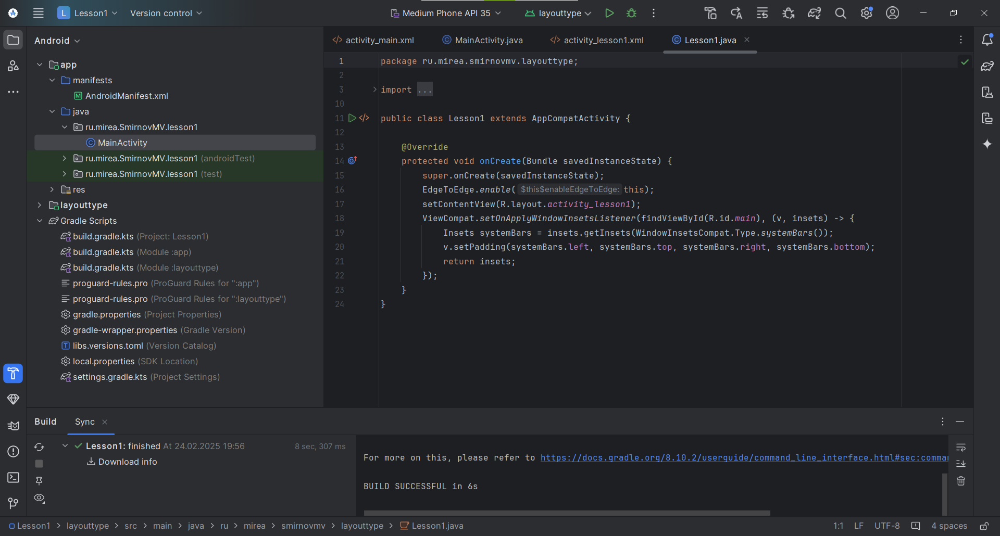 L Lesson1 Version control Medium Phone API 35 layouttype
Android
app
manifests
AndroidManifest.xml
java
ru.mirea.SmirnovMV.lesson1
MainActivity
ru.mirea.SmirnovMV.lesson1 (androidTest)
ru.mirea.SmirnovMV.lesson1 (test)
res
layouttype
Gradle Scripts
build.gradle.kts (Project: Lesson1)
build.gradle.kts (Module :app)
build.gradle.kts (Module :layouttype)
proguard-rules.pro (ProGuard Rules for ":app")
proguard-rules.pro (ProGuard Rules for ":layouttype")
gradle.properties (Project Properties)
gradle-wrapper.properties (Gradle Version)
libs.versions.toml (Version Catalog)
local.properties (SDK Location)
settings.gradle.kts (Project Settings)
activity_main.xml MainActivity.java activity_lesson1.xml Lesson1.java
1 package ru.mirea.smirnovmv.layouttype;
2
3 import ...
10
11 public class Lesson1 extends AppCompatActivity {
12
13 @Override
14 protected void onCreate(Bundle savedInstanceState) {
15 super.onCreate(savedInstanceState);
16 EdgeToEdge.enable( $this$enableEdgeToEdge: this);
17 setContentView(R.layout.activity_lesson1);
18 ViewCompat.setOnApplyWindowInsetsListener(findViewById(R.id.main), (v, insets) -> {
19 Insets systemBars = insets.getInsets(WindowInsetsCompat.Type.systemBars());
20 v.setPadding(systemBars.left, systemBars.top, systemBars.right, systemBars.bottom);
21 return insets;
22 });
23 }
24 }
Build Sync
Lesson1: finished At 24.02.2025 19:56 8 sec, 307 ms
Download info
For more on this, please refer to https://docs.gradle.org/8.10.2/userguide/command_line_interface.html#sec:comma
BUILD SUCCESSFUL in 6s
Lesson1 > layouttype > src > main > java > ru > mirea > smirnovmv > layouttype > Lesson1.java 1:1 LF UTF-8 4 spaces